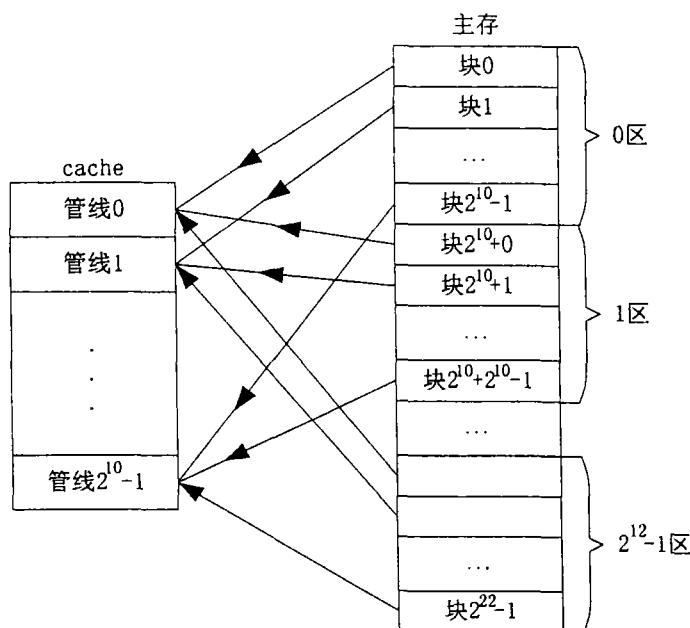 主存
块0
块1
...
块2^10-1
块2^10+0
块2^10+1
...
块2^10+2^10-1
...
...
块2^22-1
0区
1区
2^12-1区
cache
管线0
管线1
.
.
.
管线2^10-1